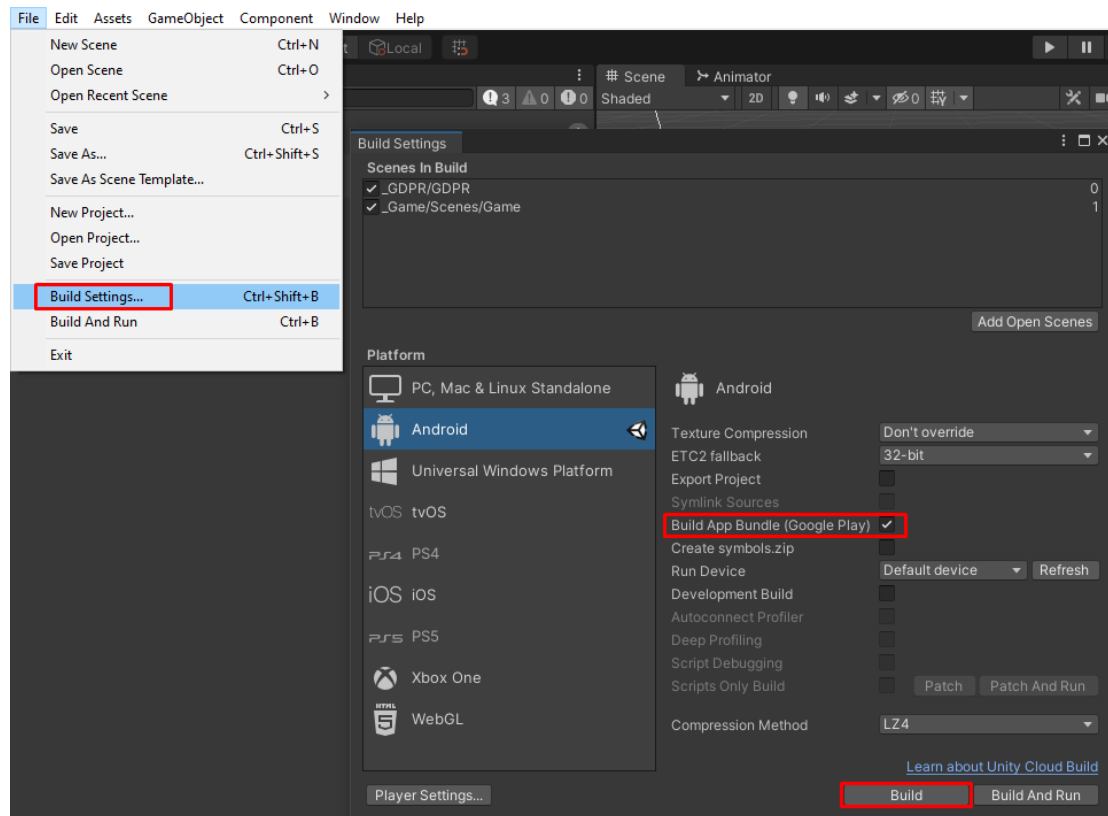 File Edit Assets GameObject Component Window Help
New Scene Ctrl+N
Open Scene Ctrl+O
Open Recent Scene >
Save Ctrl+S
Save As... Ctrl+Shift+S
Save As Scene Template...
New Project...
Open Project...
Save Project
Build Settings... Ctrl+Shift+B
Build And Run Ctrl+B
Exit
t Local
3 0 0
# Scene Animator
Shaded 2D 0
Build Settings
Scenes In Build
_GDPR/GDPR 0
_Game/Scenes/Game 1
Add Open Scenes
Platform
PC, Mac & Linux Standalone
Android
Universal Windows Platform
tvOS tvOS
PS4 PS4
iOS iOS
PS5 PS5
Xbox One
HTML 5 WebGL
Player Settings...
Android
Texture Compression Don't override
ETC2 fallback 32-bit
Export Project
Symlink Sources
Build App Bundle (Google Play)
Create symbols.zip
Run Device Default device Refresh
Development Build
Autoconnect Profiler
Deep Profiling
Script Debugging
Scripts Only Build Patch Patch And Run
Compression Method LZ4
Learn about Unity Cloud Build
Build Build And Run